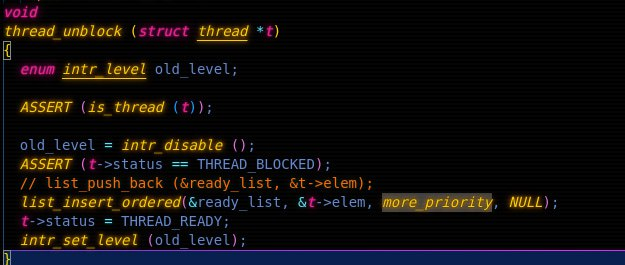 void
thread_unblock (struct thread *t)
{
  enum intr_level old_level;

  ASSERT (is_thread (t));

  old_level = intr_disable ();
  ASSERT (t->status == THREAD_BLOCKED);
  // list_push_back (&ready_list, &t->elem);
  list_insert_ordered(&ready_list, &t->elem, more_priority, NULL);
  t->status = THREAD_READY;
  intr_set_level (old_level);
}